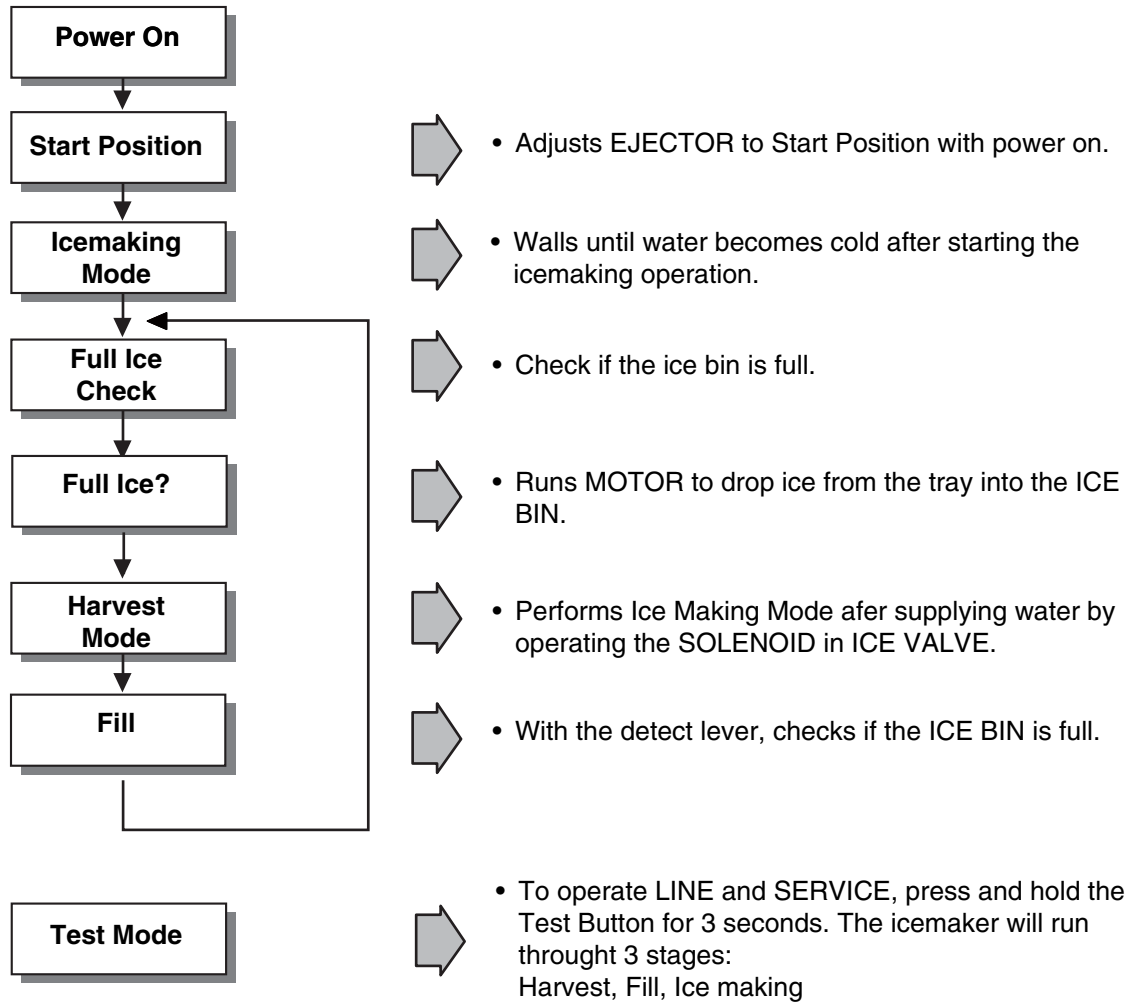 Power On
Start Position
• Adjusts EJECTOR to Start Position with power on.
Icemaking
Mode
• Walls until water becomes cold after starting the
icemaking operation.
Full Ice
Check
• Check if the ice bin is full.
Full Ice?
• Runs MOTOR to drop ice from the tray into the ICE
BIN.
Harvest
Mode
• Performs Ice Making Mode afer supplying water by
operating the SOLENOID in ICE VALVE.
Fill
• With the detect lever, checks if the ICE BIN is full.
Test Mode
• To operate LINE and SERVICE, press and hold the
Test Button for 3 seconds. The icemaker will run
throught 3 stages:
Harvest, Fill, Ice making